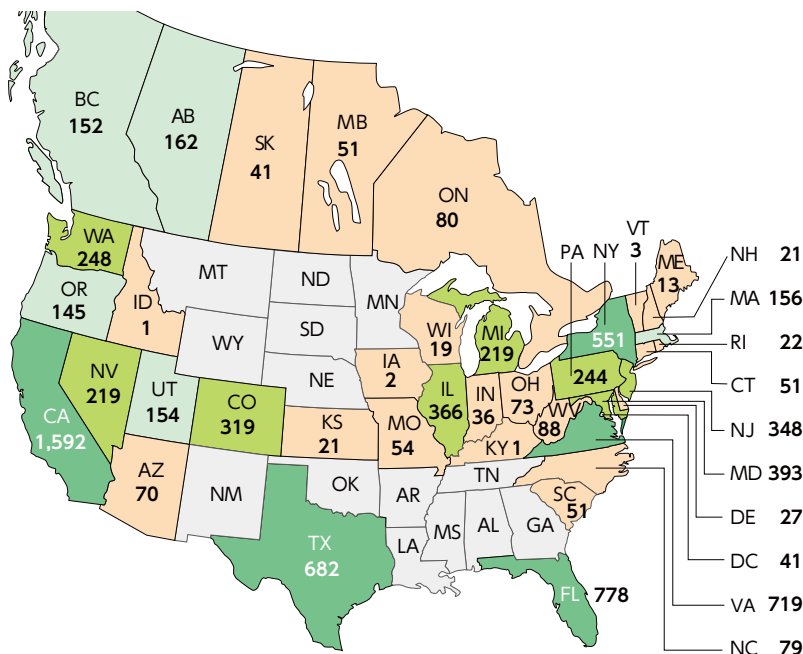 BC
152
AB
162
SK
41
MB
51
ON
80
VT
3
PA
NY
ME
13
NH 21
WA
248
MT
ND
MN
OR
145
ID
1
SD
WI
19
MI
219
551
MA 156
RI 22
WY
IA
2
NE
244
CT 51
NV
219
UT
154
CO
319
IL
366
IN
36
OH
73
WV
88
NJ 348
CA
1,592
KS
21
MO
54
KY 1
MD 393
AZ
70
NM
OK
AR
TN
SC
51
DE 27
MS
AL
GA
LA
DC 41
TX
682
FL 778
VA 719
NC 79